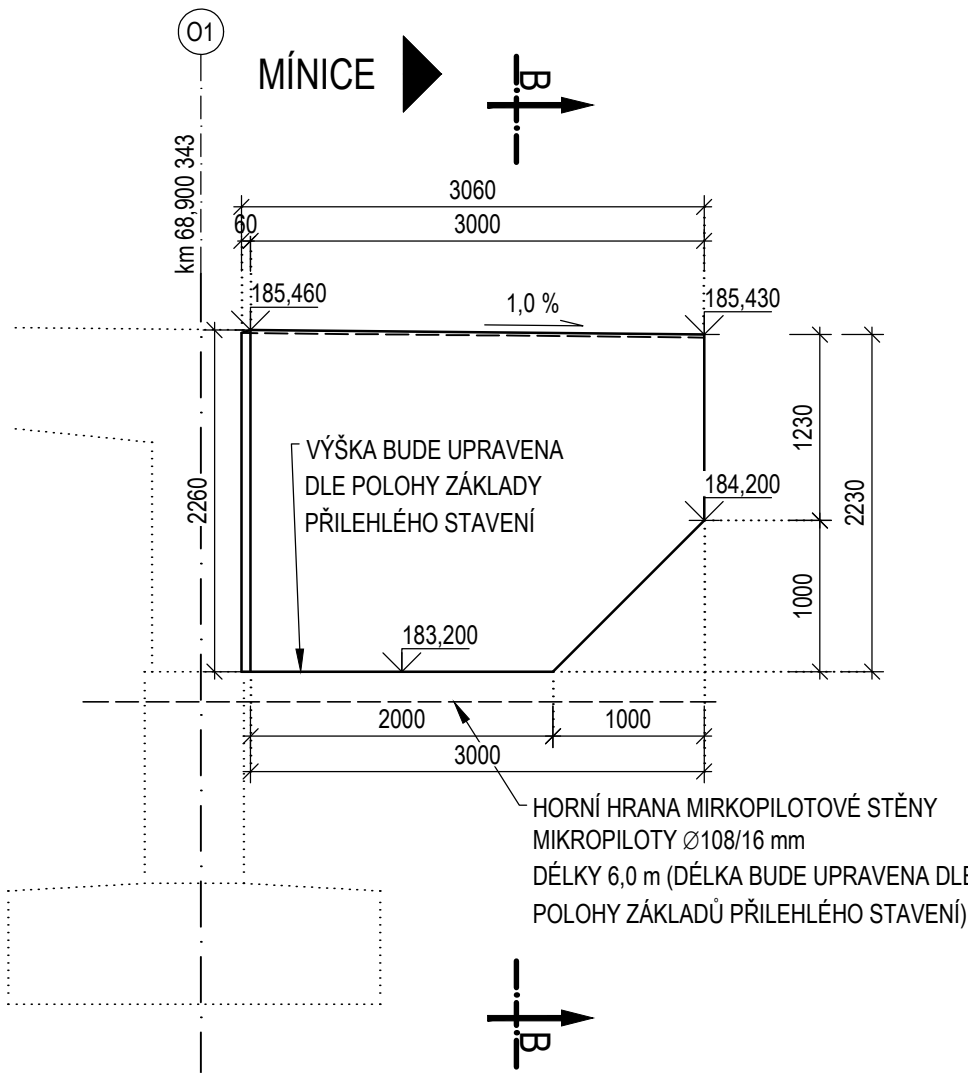 O1
MÍNICE
B
km 68,900 343
3060
60
3000
185,460
1,0 %
185,430
VÝŠKA BUDE UPRAVENA
DLE POLOHY ZÁKLADY
PŘILEHLÉHO STAVENÍ
2260
1230
2230
184,200
1000
183,200
2000
1000
3000
HORNÍ HRANA MIRKOPILOTOVÉ STĚNY
MIKROPILOTY Ø108/16 mm
DÉLKY 6,0 m (DÉLKA BUDE UPRAVENA DLE
POLOHY ZÁKLADŮ PŘILEHLÉHO STAVENÍ)
B